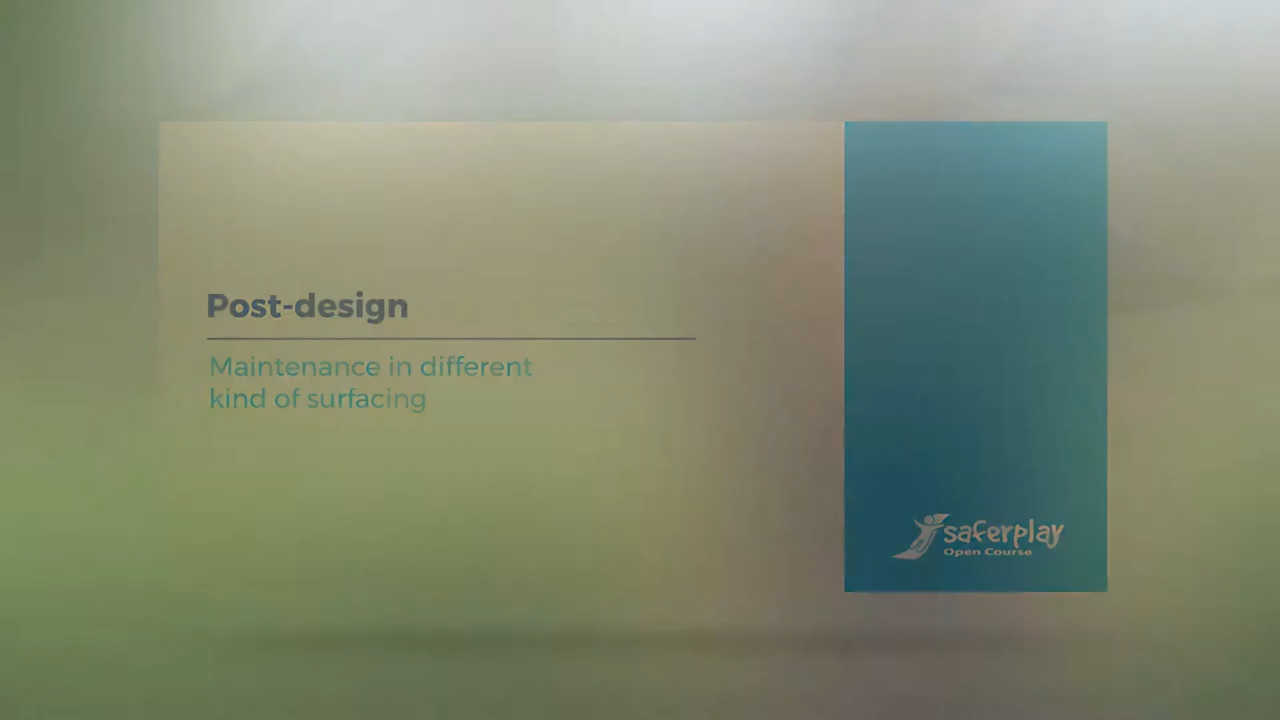 Post-design
Maintenance in different
kind of surfacing
saferplay
Open Course